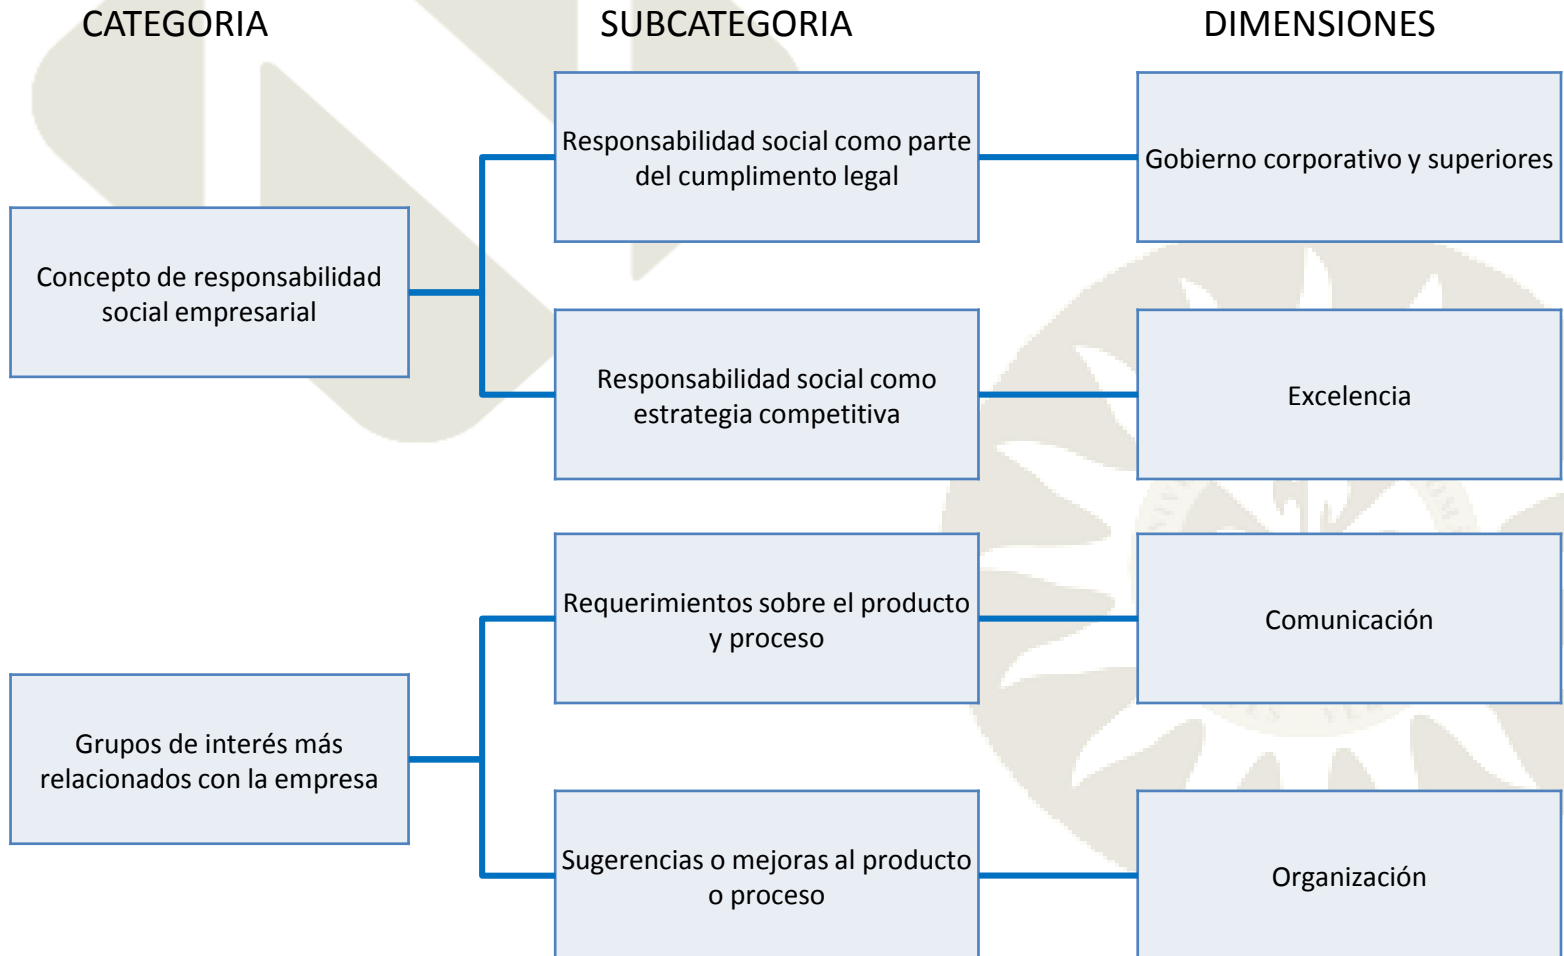 CATEGORIA
SUBCATEGORIA
DIMENSIONES
Responsabilidad social como parte
del cumplimento legal
Gobierno corporativo y superiores
Concepto de responsabilidad
social empresarial
Responsabilidad social como
estrategia competitiva
Excelencia
Requerimientos sobre el producto
y proceso
Comunicación
Grupos de interés más
relacionados con la empresa
Sugerencias o mejoras al producto
o proceso
Organización